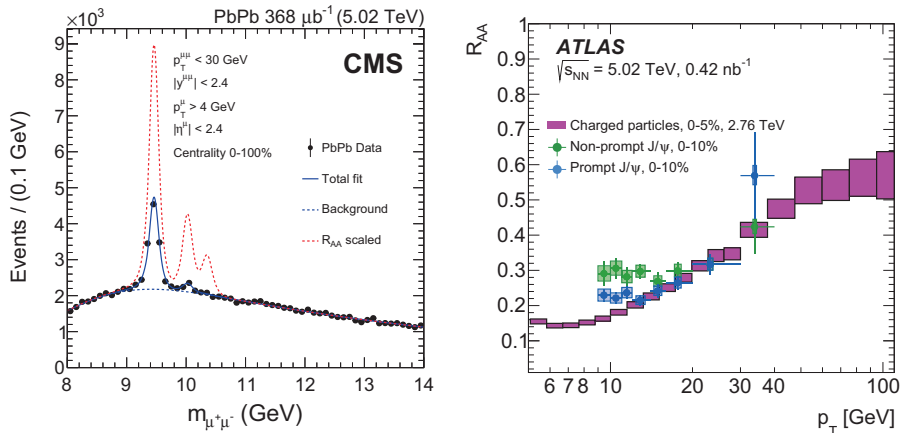 PbPb 368 μb⁻¹ (5.02 TeV)
×10³
CMS
p_T^μμ < 30 GeV
|y^μμ| < 2.4
p_T^μ > 4 GeV
|η^μ| < 2.4
Centrality 0-100%
PbPb Data
Total fit
Background
R_AA scaled
Events / (0.1 GeV)
9
8
7
6
5
4
3
2
1
0
8 9 10 11 12 13 14
m_μ⁺μ⁻ (GeV)
R_AA
ATLAS
√s_NN = 5.02 TeV, 0.42 nb⁻¹
Charged particles, 0-5%, 2.76 TeV
Non-prompt J/ψ, 0-10%
Prompt J/ψ, 0-10%
1
0.9
0.8
0.7
0.6
0.5
0.4
0.3
0.2
0.1
6 7 8 10 20 30 40 100
p_T [GeV]